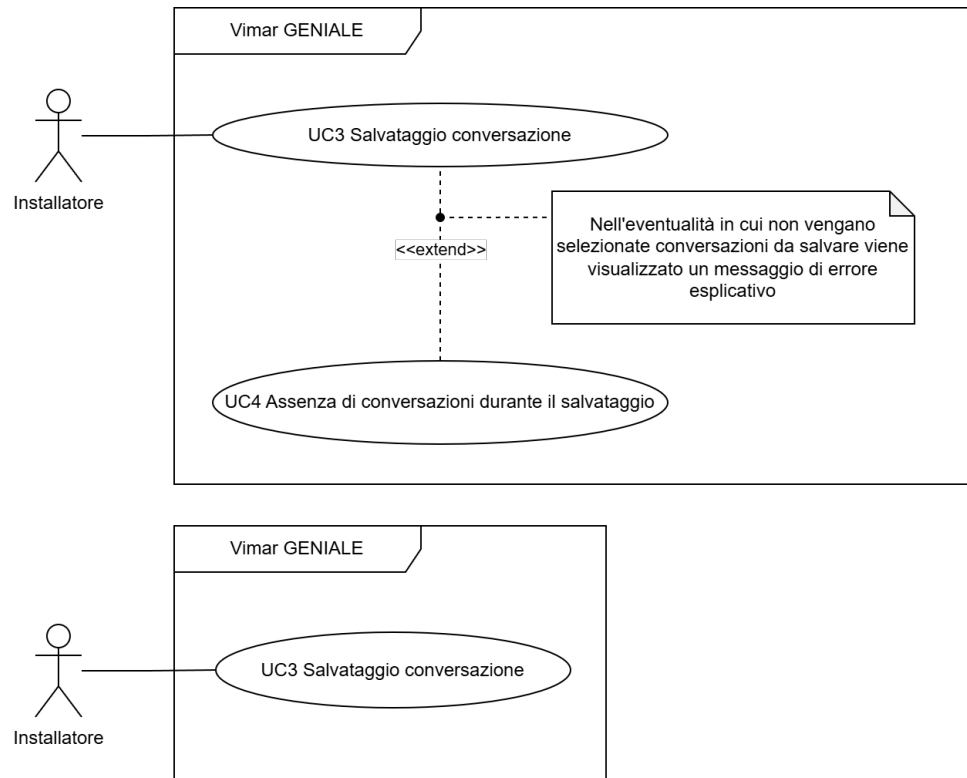 Vimar GENIALE
UC3 Salvataggio conversazione
Installatore
Nell'eventualità in cui non vengano
selezionate conversazioni da salvare viene
visualizzato un messaggio di errore
esplicativo
<<extend>>
UC4 Assenza di conversazioni durante il salvataggio
Vimar GENIALE
UC3 Salvataggio conversazione
Installatore